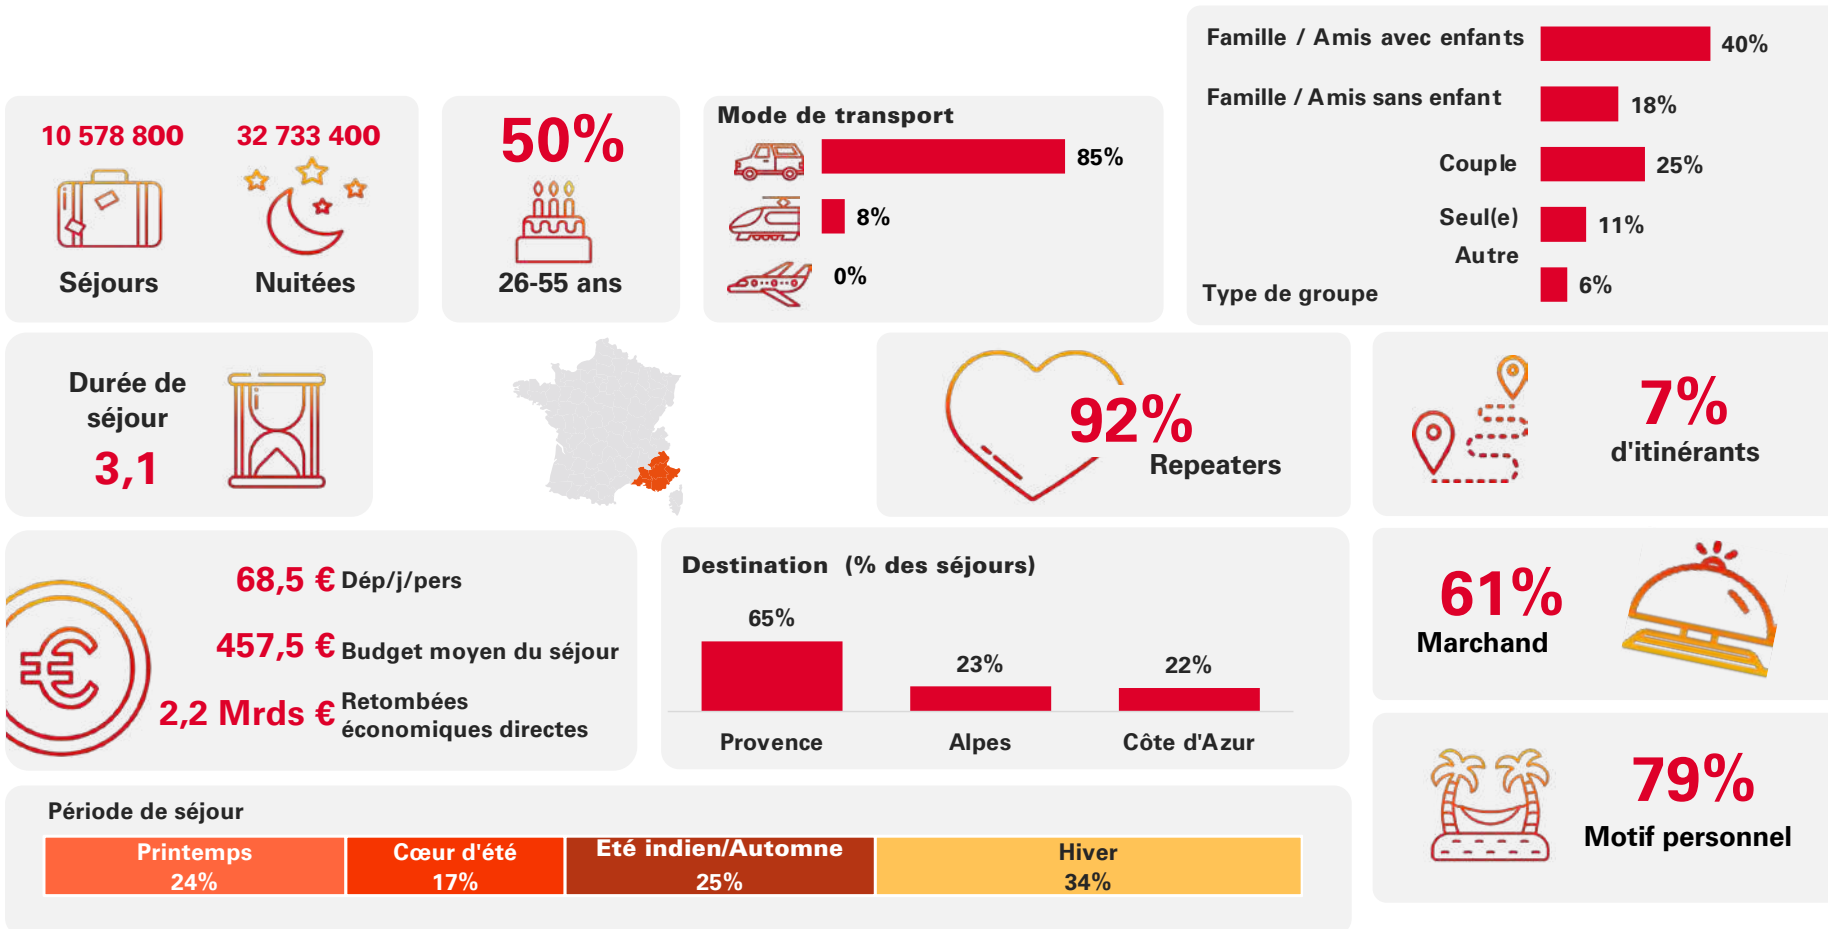 Famille / Amis avec enfants
40%
Famille / Amis sans enfant
18%
Couple
25%
Seul(e)
11%
Autre
6%
Type de groupe
10 578 800
32 733 400
Séjours
Nuitées
50%
26-55 ans
Mode de transport
85%
8%
0%
Durée de
séjour
3,1
92%
Repeaters
7%
d'itinérants
68,5 € Dép/j/pers
457,5 € Budget moyen du séjour
2,2 Mrds € Retombées
économiques directes
Destination (% des séjours)
65%
23%
22%
Provence
Alpes
Côte d'Azur
61%
Marchand
79%
Motif personnel
Période de séjour
Printemps
24%
Cœur d'été
17%
Eté indien/Automne
25%
Hiver
34%